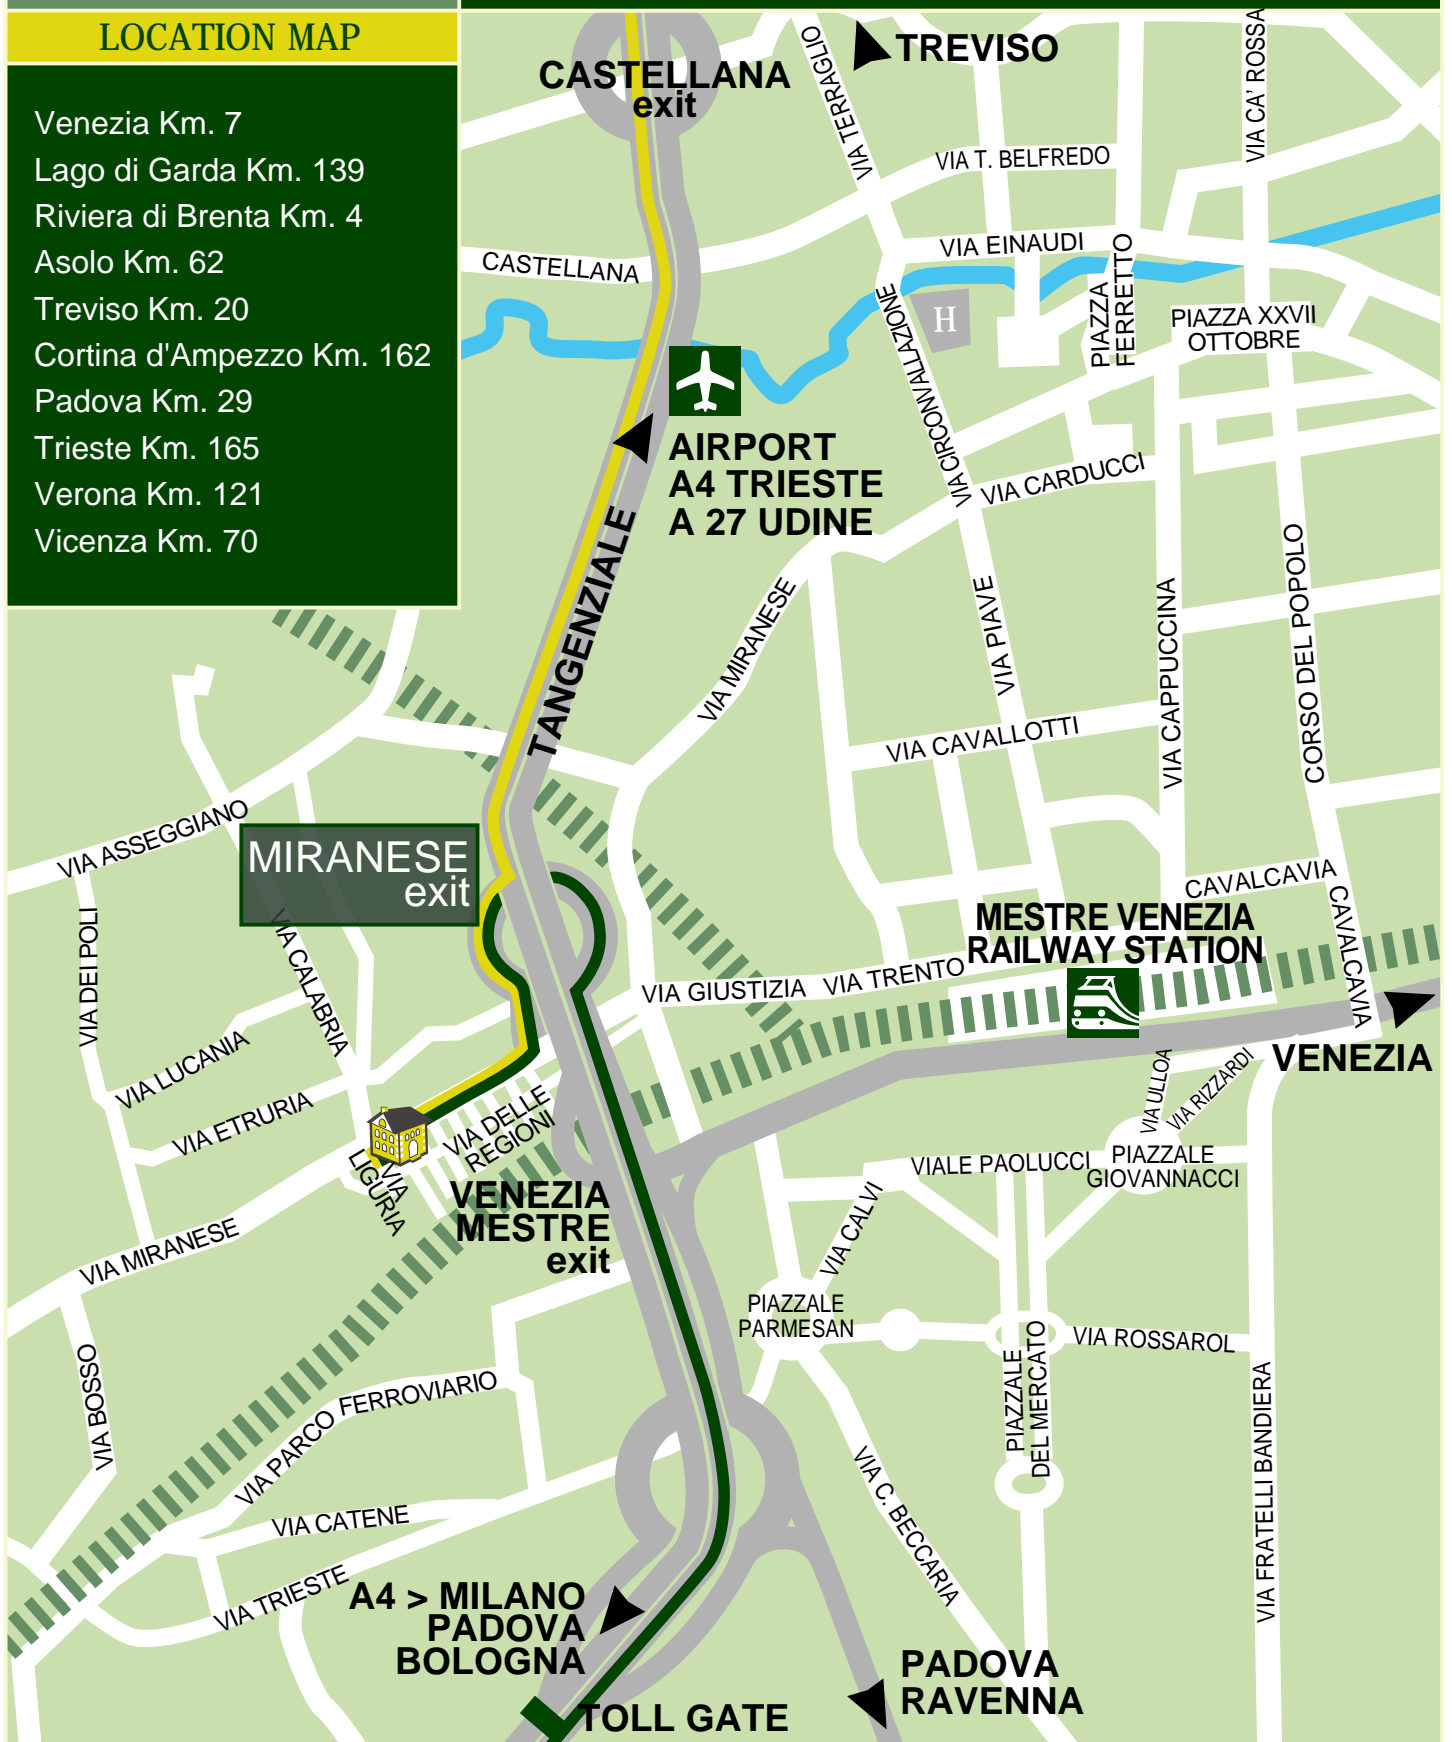 LOCATION MAP
Venezia Km. 7
Lago di Garda Km. 139
Riviera di Brenta Km. 4
Asolo Km. 62
Treviso Km. 20
Cortina d'Ampezzo Km. 162
Padova Km. 29
Trieste Km. 165
Verona Km. 121
Vicenza Km. 70
CASTELLANA
exit
TREVISO
VIA TERRAGLIO
VIA CA' ROSSA
VIA T. BELFREDO
VIA EINAUDI
CASTELLANA
PIAZZA
FERRETTO
H
PIAZZA XXVII
OTTOBRE
VIA CIRCONVALLAZIONE
AIRPORT
A4 TRIESTE
A 27 UDINE
VIA CARDUCCI
TANGENZIALE
VIA MIRANESE
VIA PIAVE
VIA CAPPUCCINA
CORSO DEL POPOLO
VIA CAVALLOTTI
VIA ASSEGGIANO
MIRANESE
exit
CAVALCAVIA
CAVALCAVIA
MESTRE VENEZIA
RAILWAY STATION
VIA DEI POLI
VIA CALABRIA
VIA GIUSTIZIA
VIA TRENTO
VENEZIA
VIA LUCANIA
VIA ETRURIA
VIA DELLE
REGIONI
VIA ULLOA
VIA RIZZARDI
VIA
LIGURIA
VIALE PAOLUCCI
PIAZZALE
GIOVANNACCI
VENEZIA
MESTRE
exit
VIA CALVI
VIA MIRANESE
PIAZZALE
PARMESAN
PIAZZALE
DEL MERCATO
VIA ROSSAROL
VIA BOSSO
VIA PARCO FERROVIARIO
VIA FRATELLI BANDIERA
VIA CATENE
VIA C. BECCARIA
VIA TRIESTE
A4 > MILANO
PADOVA
BOLOGNA
PADOVA
RAVENNA
TOLL GATE